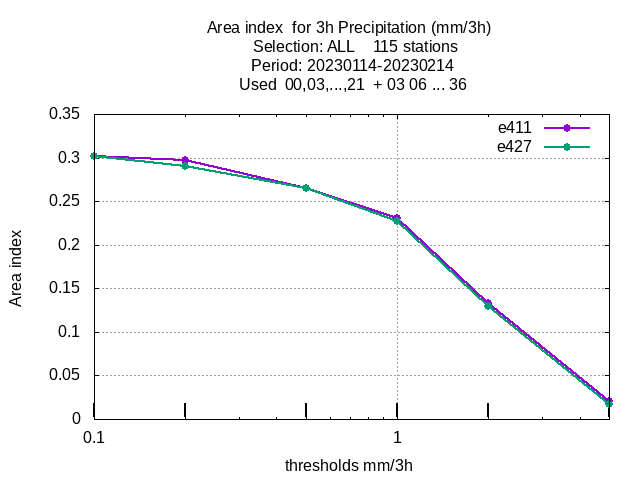 Area index  for 3h Precipitation (mm/3h)
Selection: ALL    115 stations
Period: 20230114-20230214
Used  00,03,...,21  + 03 06 ... 36
e411
e427
0.35
0.3
0.25
0.2
0.15
0.1
0.05
0
Area index
0.1
1
thresholds mm/3h